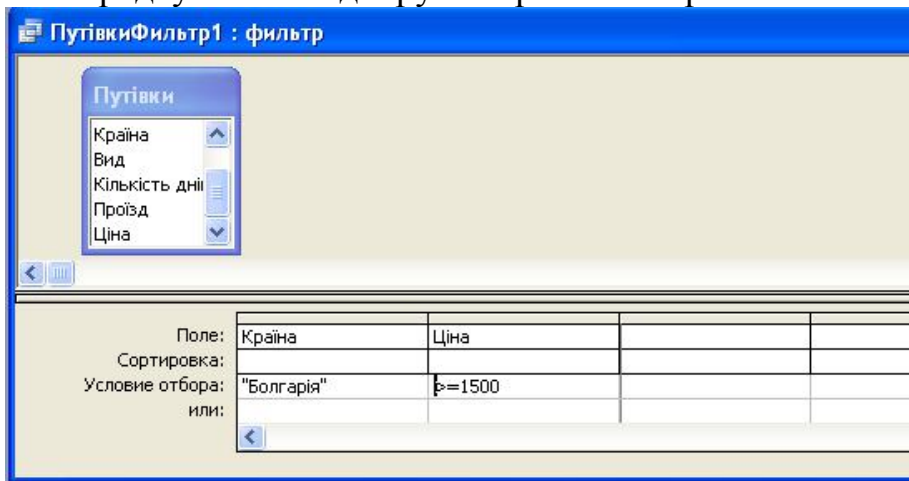 ПутівкиФильтр1 : фильтр
Путівки
Країна
Вид
Кількість дні
Проїзд
Ціна
Поле: Країна Ціна
Сортировка:
Условие отбора: "Болгарія" >=1500
или: